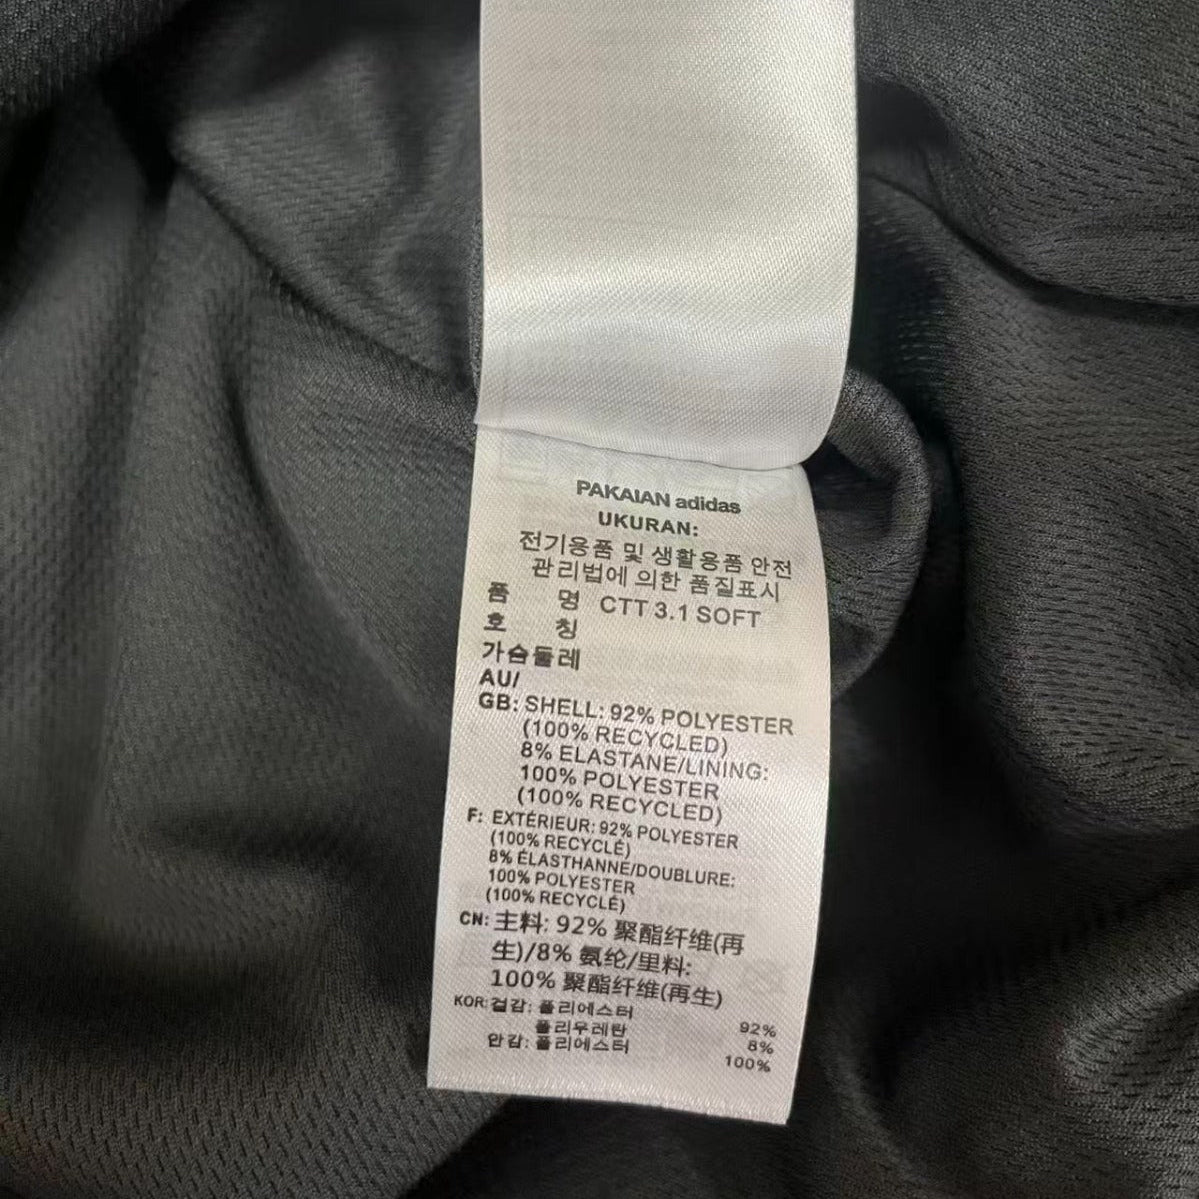 PAKAIAN adidas
UKURAN:
전기용품 및 생활용품 안전
관리법에 의한 품질표시
품 명 CTT 3.1 SOFT
호 칭
가슴둘레
AU/
GB: SHELL: 92% POLYESTER
(100% RECYCLED)
8% ELASTANE/LINING:
100% POLYESTER
(100% RECYCLED)
F: EXTÉRIEUR: 92% POLYESTER
(100% RECYCLÉ)
8% ÉLASTHANNE/DOUBLURE:
100% POLYESTER
(100% RECYCLÉ)
CN: 主料: 92% 聚酯纤维(再
生)/8% 氨纶/里料:
100% 聚酯纤维(再生)
KOR: 겉감: 폴리에스터 92%
폴리우레탄 8%
안감: 폴리에스터 100%